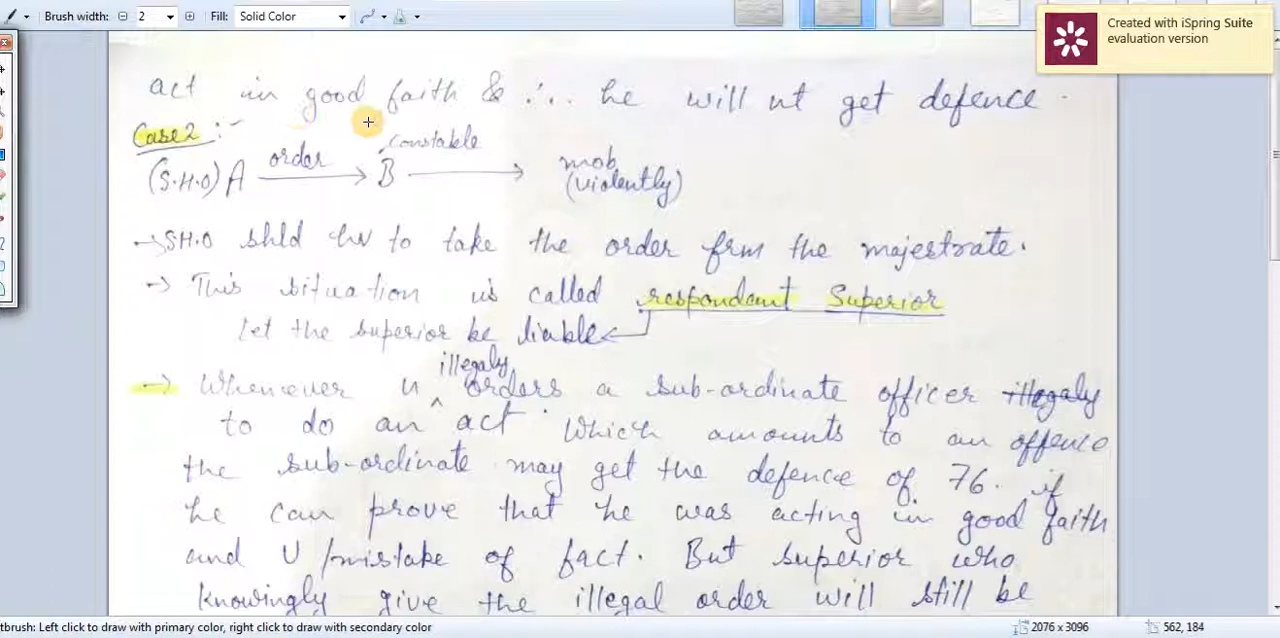 Brush width: 2 Fill: Solid Color
Created with iSpring Suite
evaluation version
act in good faith & ∴ he will nt get defence.
Case2 :-
(S.H.O) A order B constable mob
(violently)
→ SH.O shld hv to take the order frm the majestrate.
→ This situation is called respondant Superior
Let the superior be liable
illegaly
→ Whenever orders a sub-ordinate officer illegaly
to do an act which amounts to an offence
the sub-ordinate may get the defence of 76. if
he can prove that he was acting in good faith
and U/mistake of fact. But superior who
knowingly give the illegal order will still be
tbrush: Left click to draw with primary color, right click to draw with secondary color
2076 x 3096
562, 184